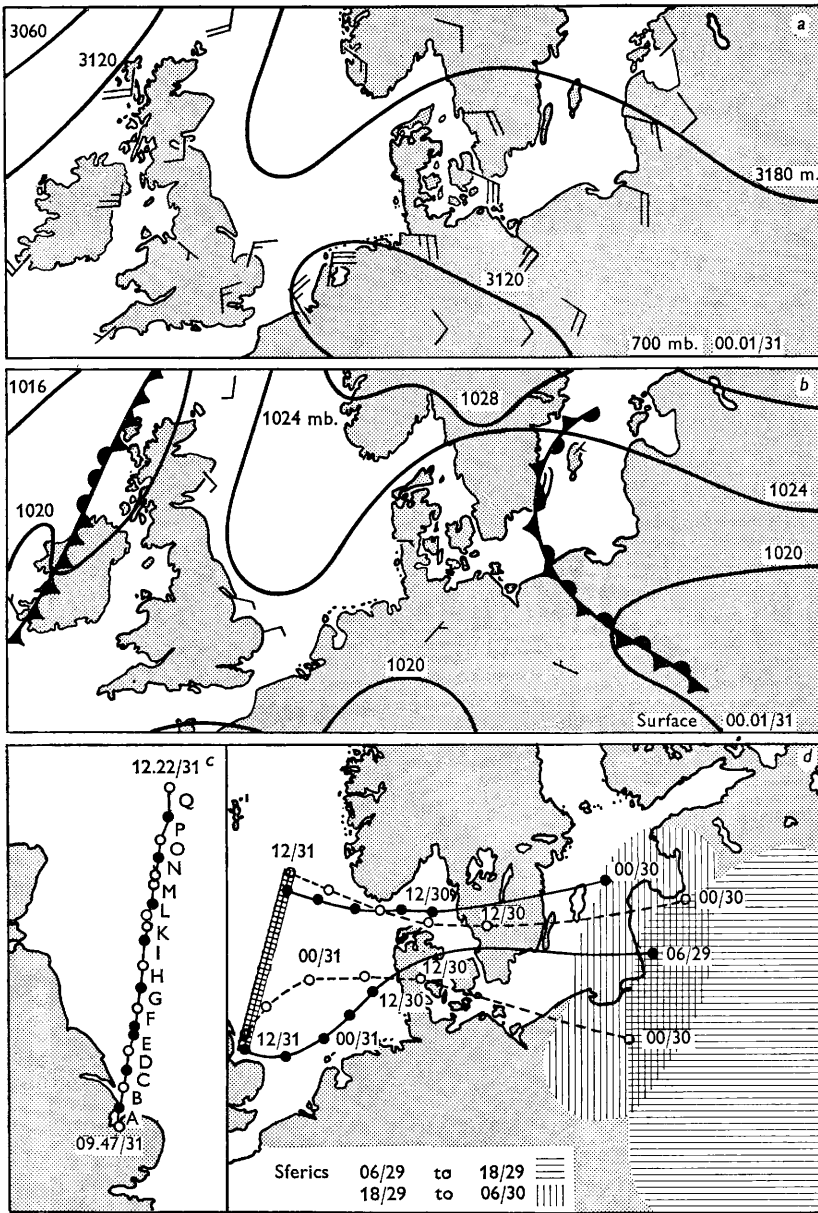 3060
a
3120
3180 m.
3120
700 mb. 00.01/31
1016
b
1024 mb.
1028
1020
1024
1020
1020
Surface 00.01/31
c
12.22/31
Q
P
O
N
M
L
K
I
H
G
F
E
D
C
B
A
09.47/31
d
12/31
12/30
00/30
12/30
00/30
00/31
12/30
06/29
12/30
12/31
00/31
00/30
Sferics 06/29 to 18/29
18/29 to 06/30